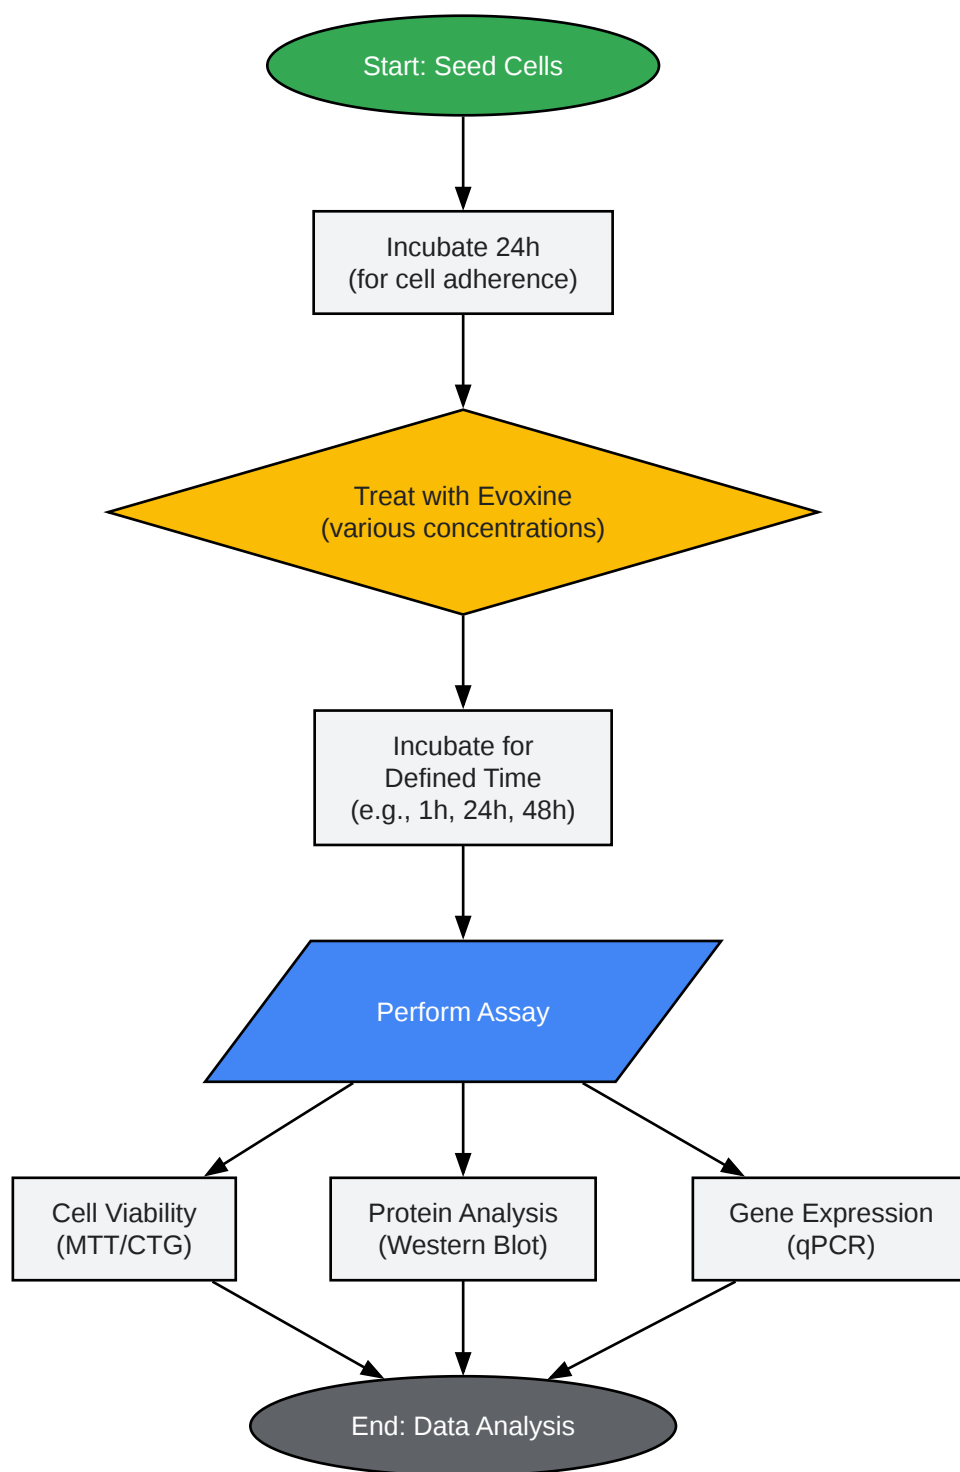 Start: Seed Cells
Incubate 24h
(for cell adherence)
Treat with Evoxine
(various concentrations)
Incubate for
Defined Time
(e.g., 1h, 24h, 48h)
Perform Assay
Cell Viability
(MTT/CTG)
Protein Analysis
(Western Blot)
Gene Expression
(qPCR)
End: Data Analysis